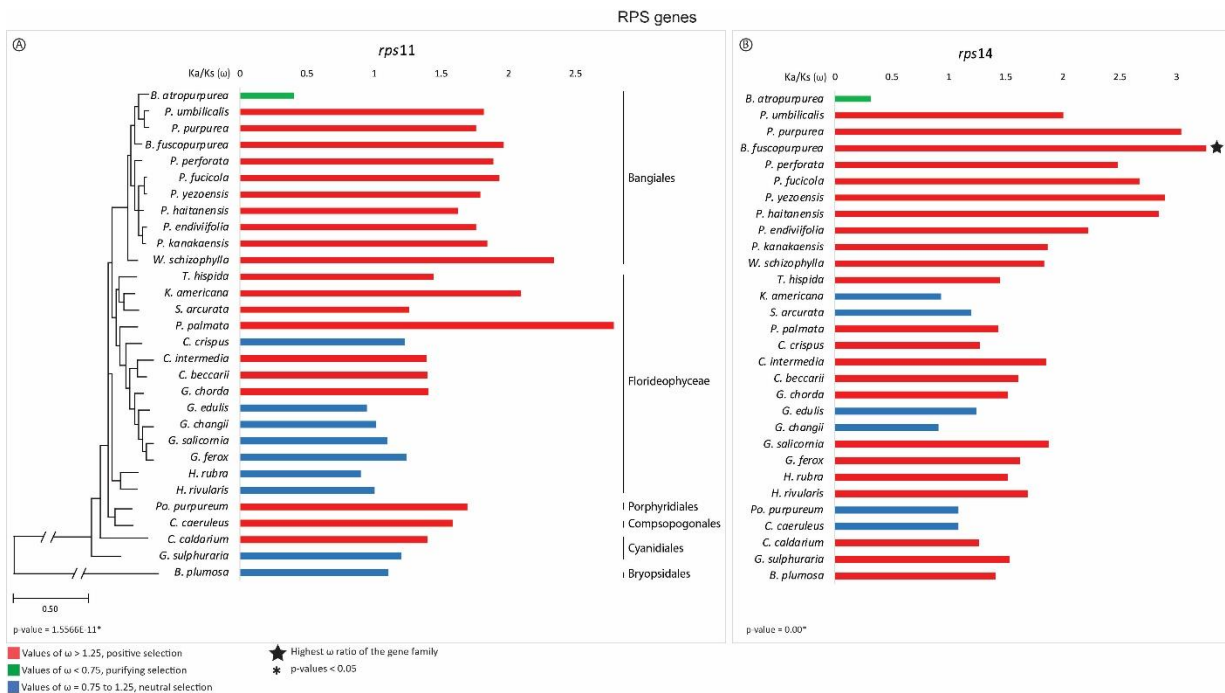 RPS genes
A
rps11
Ka/Ks (ω) 0 0.5 1 1.5 2 2.5
B. atropurpurea
P. umbilicalis
P. purpurea
B. fuscopurpurea
P. perforata
P. fucicola
P. yezoensis
P. haitanensis
P. endiviifolia
P. kanakaensis
W. schizophylla
T. hispida
K. americana
S. arcurata
P. palmata
C. crispus
C. intermedia
C. beccarii
G. chorda
G. edulis
G. changii
G. salicornia
G. ferox
H. rubra
H. rivularis
Po. purpureum
C. caeruleus
C. caldarium
G. sulphuraria
B. plumosa
Bangiales
Florideophyceae
Porphyridiales
Compsopogonales
Cyanidiales
Bryopsidales
0.50
p-value = 1.5566E-11*
B
rps14
Ka/Ks (ω) 0 0.5 1 1.5 2 2.5 3
B. atropurpurea
P. umbilicalis
P. purpurea
B. fuscopurpurea
P. perforata
P. fucicola
P. yezoensis
P. haitanensis
P. endiviifolia
P. kanakaensis
W. schizophylla
T. hispida
K. americana
S. arcurata
P. palmata
C. crispus
C. intermedia
C. beccarii
G. chorda
G. edulis
G. changii
G. salicornia
G. ferox
H. rubra
H. rivularis
Po. purpureum
C. caeruleus
C. caldarium
G. sulphuraria
B. plumosa
p-value = 0.00*
Values of ω > 1.25, positive selection
Values of ω < 0.75, purifying selection
Values of ω = 0.75 to 1.25, neutral selection
★ Highest ω ratio of the gene family
* p-values < 0.05